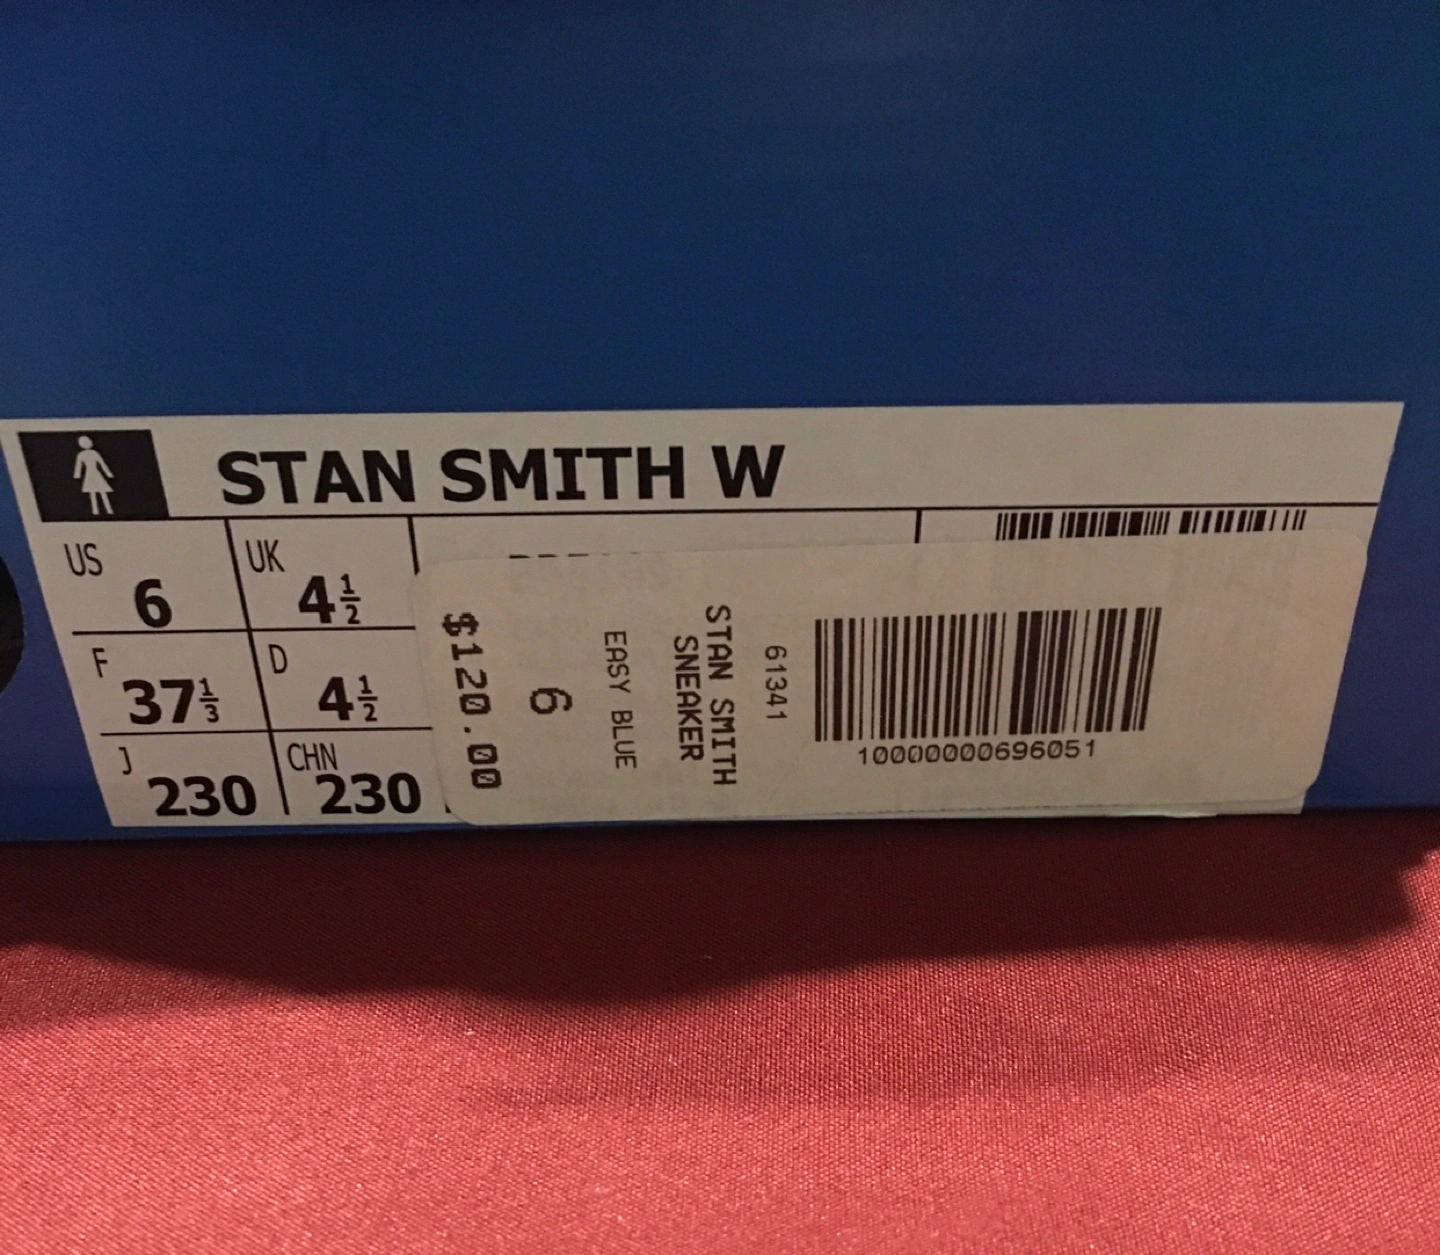 STAN SMITH W
US 6
UK 4½
F 37⅓
D 4½
J 230
CHN 230
61341
STAN SMITH
SNEAKER
EASY BLUE
6
$120.00
10000000696051